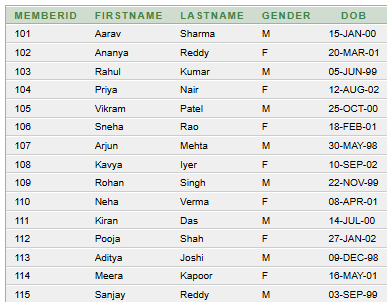 MEMBERID FIRSTNAME LASTNAME GENDER DOB
101 Aarav Sharma M 15-JAN-00
102 Ananya Reddy F 20-MAR-01
103 Rahul Kumar M 05-JUN-99
104 Priya Nair F 12-AUG-02
105 Vikram Patel M 25-OCT-00
106 Sneha Rao F 18-FEB-01
107 Arjun Mehta M 30-MAY-98
108 Kavya Iyer F 10-SEP-02
109 Rohan Singh M 22-NOV-99
110 Neha Verma F 08-APR-01
111 Kiran Das M 14-JUL-00
112 Pooja Shah F 27-JAN-02
113 Aditya Joshi M 09-DEC-98
114 Meera Kapoor F 16-MAY-01
115 Sanjay Reddy M 03-SEP-99